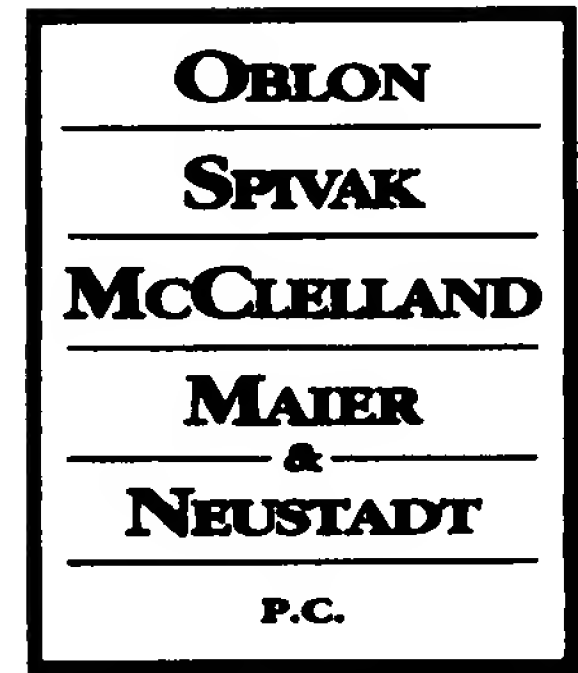 OBLON
SPIVAK
MCCLELLAND
MAIER
&
NEUSTADT
P.C.